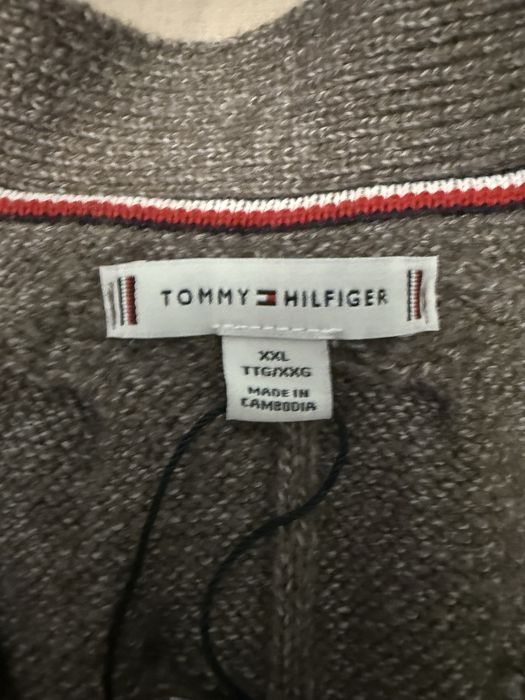 TOMMY HILFIGER
XXL
TTG/XXG
MADE IN
CAMBODIA